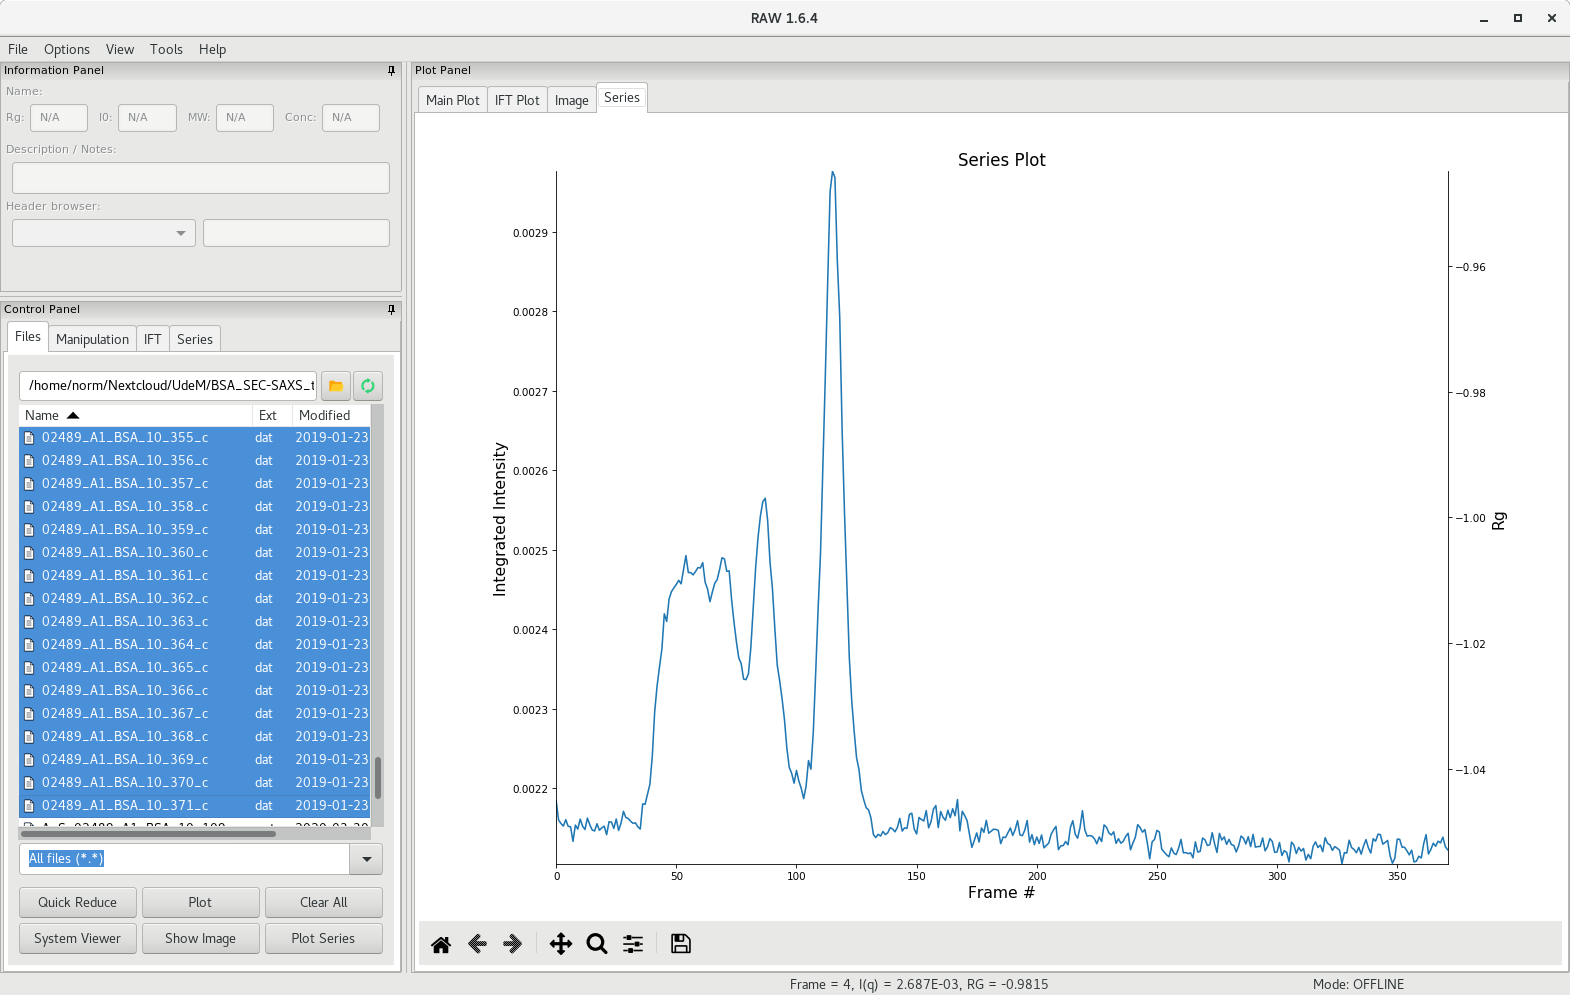 RAW 1.6.4
File Options View Tools Help
Information Panel
Name:
Rg: N/A I0: N/A MW: N/A Conc: N/A
Description / Notes:
Header browser:
Control Panel
Files Manipulation IFT Series
/home/norm/Nextcloud/UdeM/BSA_SEC-SAXS_t
Name Ext Modified
02489_A1_BSA_10_355_c dat 2019-01-23
02489_A1_BSA_10_356_c dat 2019-01-23
02489_A1_BSA_10_357_c dat 2019-01-23
02489_A1_BSA_10_358_c dat 2019-01-23
02489_A1_BSA_10_359_c dat 2019-01-23
02489_A1_BSA_10_360_c dat 2019-01-23
02489_A1_BSA_10_361_c dat 2019-01-23
02489_A1_BSA_10_362_c dat 2019-01-23
02489_A1_BSA_10_363_c dat 2019-01-23
02489_A1_BSA_10_364_c dat 2019-01-23
02489_A1_BSA_10_365_c dat 2019-01-23
02489_A1_BSA_10_366_c dat 2019-01-23
02489_A1_BSA_10_367_c dat 2019-01-23
02489_A1_BSA_10_368_c dat 2019-01-23
02489_A1_BSA_10_369_c dat 2019-01-23
02489_A1_BSA_10_370_c dat 2019-01-23
02489_A1_BSA_10_371_c dat 2019-01-23
All files (*.*)
Quick Reduce Plot Clear All
System Viewer Show Image Plot Series
Plot Panel
Main Plot IFT Plot Image Series
Series Plot
Integrated Intensity
0.0029
0.0028
0.0027
0.0026
0.0025
0.0024
0.0023
0.0022
−0.96
−0.98
−1.00
−1.02
−1.04
Rg
0 50 100 150 200 250 300 350
Frame #
Frame = 4, I(q) = 2.687E-03, RG = -0.9815
Mode: OFFLINE